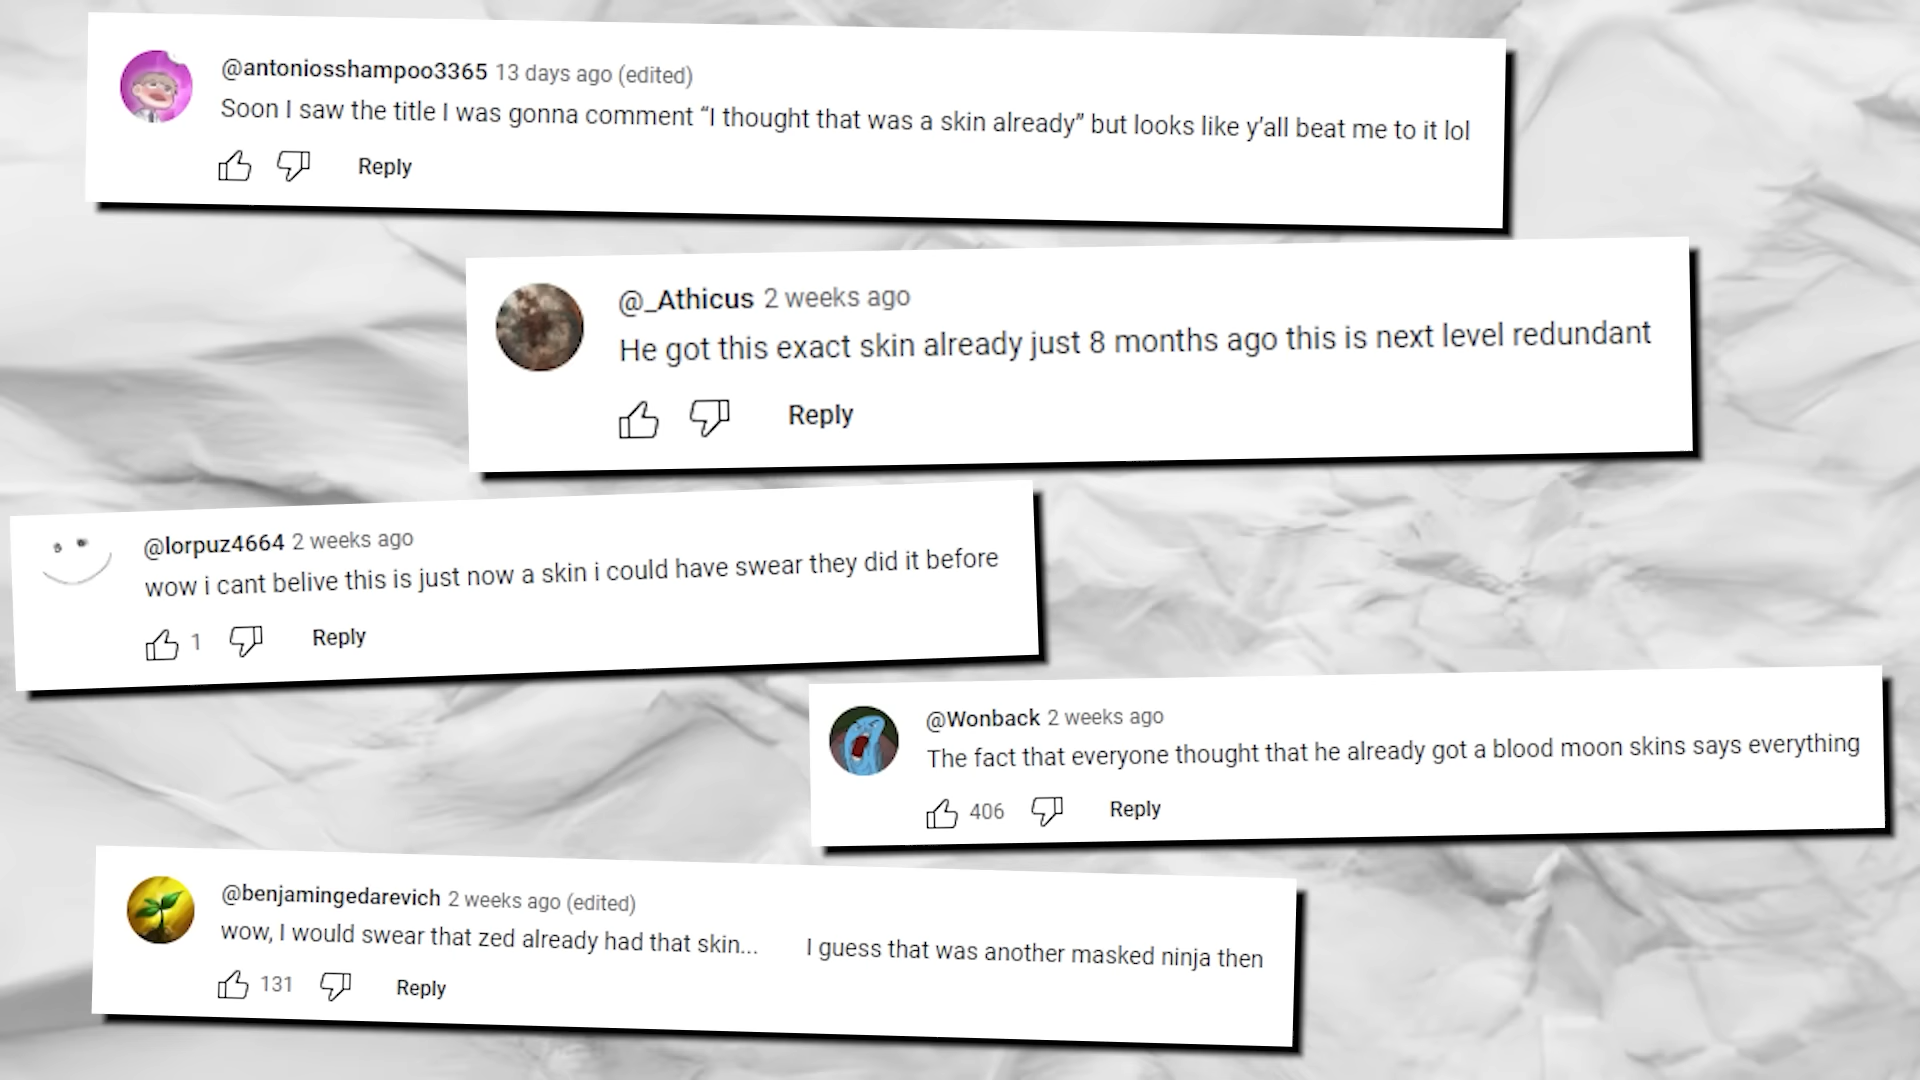 @antoniosshampoo3365 13 days ago (edited)
Soon I saw the title I was gonna comment “I thought that was a skin already” but looks like y’all beat me to it lol
Reply
@_Athicus 2 weeks ago
He got this exact skin already just 8 months ago this is next level redundant
Reply
@lorpuz4664 2 weeks ago
wow i cant belive this is just now a skin i could have swear they did it before
1 Reply
@Wonback 2 weeks ago
The fact that everyone thought that he already got a blood moon skins says everything
406 Reply
@benjamingedarevich 2 weeks ago (edited)
wow, I would swear that zed already had that skin... I guess that was another masked ninja then
131 Reply